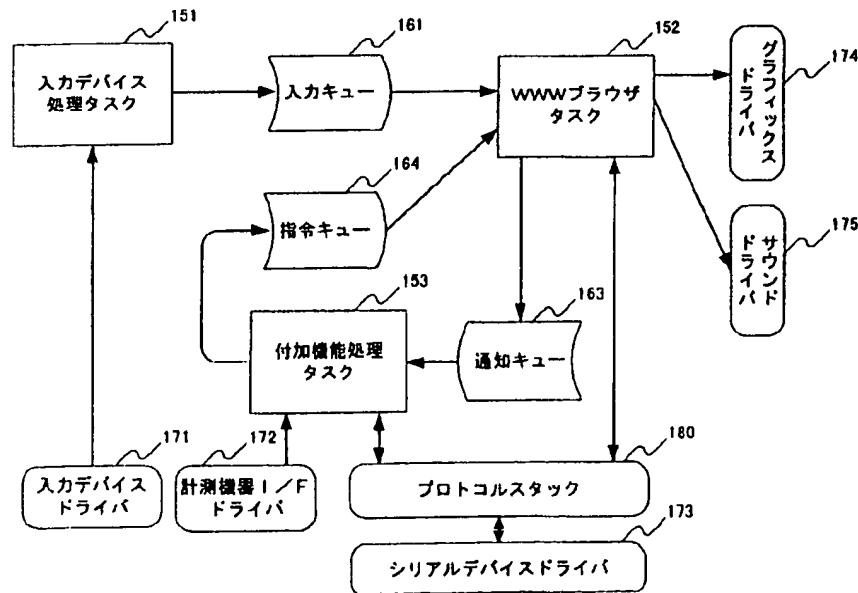 151
入力デバイス
処理タスク
161
入力キュー
152
WWWブラウザ
タスク
グラフィックス
ドライバ
174
164
指令キュー
サウンド
ドライバ
175
153
付加機能処理
タスク
163
通知キュー
171
入力デバイス
ドライバ
172
計測機器I/F
ドライバ
180
プロトコルスタック
173
シリアルデバイスドライバ